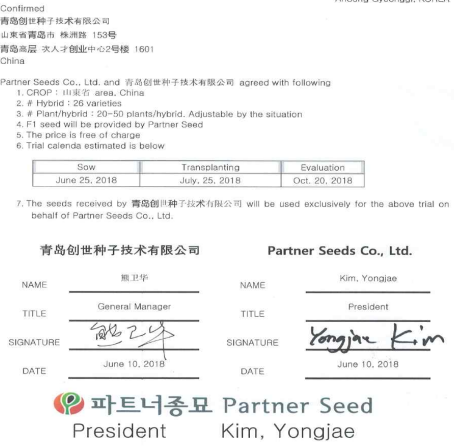 Anseong Gyeonggi, KOREA
Confirmed
青岛创世种子技术有限公司
山東省青島市 株洲路 153号
青島高层 次人才创业中心2号楼 1601
China
Partner Seeds Co., Ltd. and 青岛创世种子技术有限公司 agreed with following
1. CROP : 山東省 area, China
2. # Hybrid : 26 varieties
3. # Plant/hybrid : 20~50 plants/hybrid. Adjustable by the situation
4. F1 seed will be provided by Partner Seed
5. The price is free of charge
6. Trial calenda estimated is below
Sow Transplanting Evaluation
June 25, 2018 July, 25, 2018 Oct. 20, 2018
7. The seeds received by 青岛创世种子技术有限公司 will be used exclusively for the above trial on
behalf of Partner Seeds Co., Ltd.
青岛创世种子技术有限公司 Partner Seeds Co., Ltd.
NAME 熊卫华 NAME Kim, Yongjae
TITLE General Manager TITLE President
SIGNATURE 熊卫华 SIGNATURE Yongjae Kim
DATE June 10, 2018 DATE June 10, 2018
파트너종묘 Partner Seed
President Kim, Yongjae